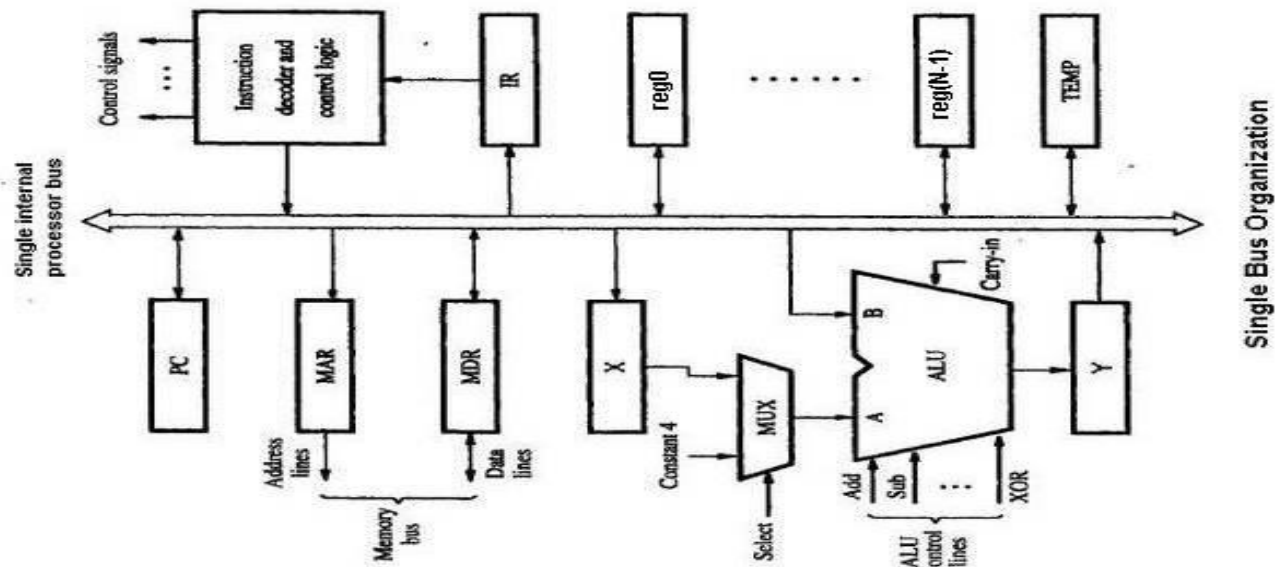 Single internal
processor bus
Control signals
. . .
Instruction
decoder and
control logic
IR
reg0
. . . . . . .
reg(N-1)
TEMP
PC
MAR
MDR
X
Y
Address
lines
Data
lines
Memory
bus
Constant 4
Select
MUX
A
B
ALU
Carry-in
Add
Sub
. . .
XOR
ALU
ontrol
lines
Single Bus Organization